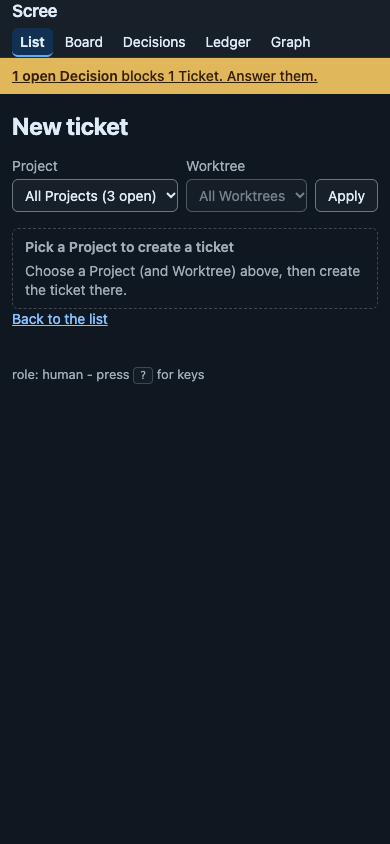 Scree
List Board Decisions Ledger Graph
1 open Decision blocks 1 Ticket. Answer them.
New ticket
Project Worktree
All Projects (3 open) All Worktrees Apply
Pick a Project to create a ticket
Choose a Project (and Worktree) above, then create
the ticket there.
Back to the list
role: human - press ? for keys